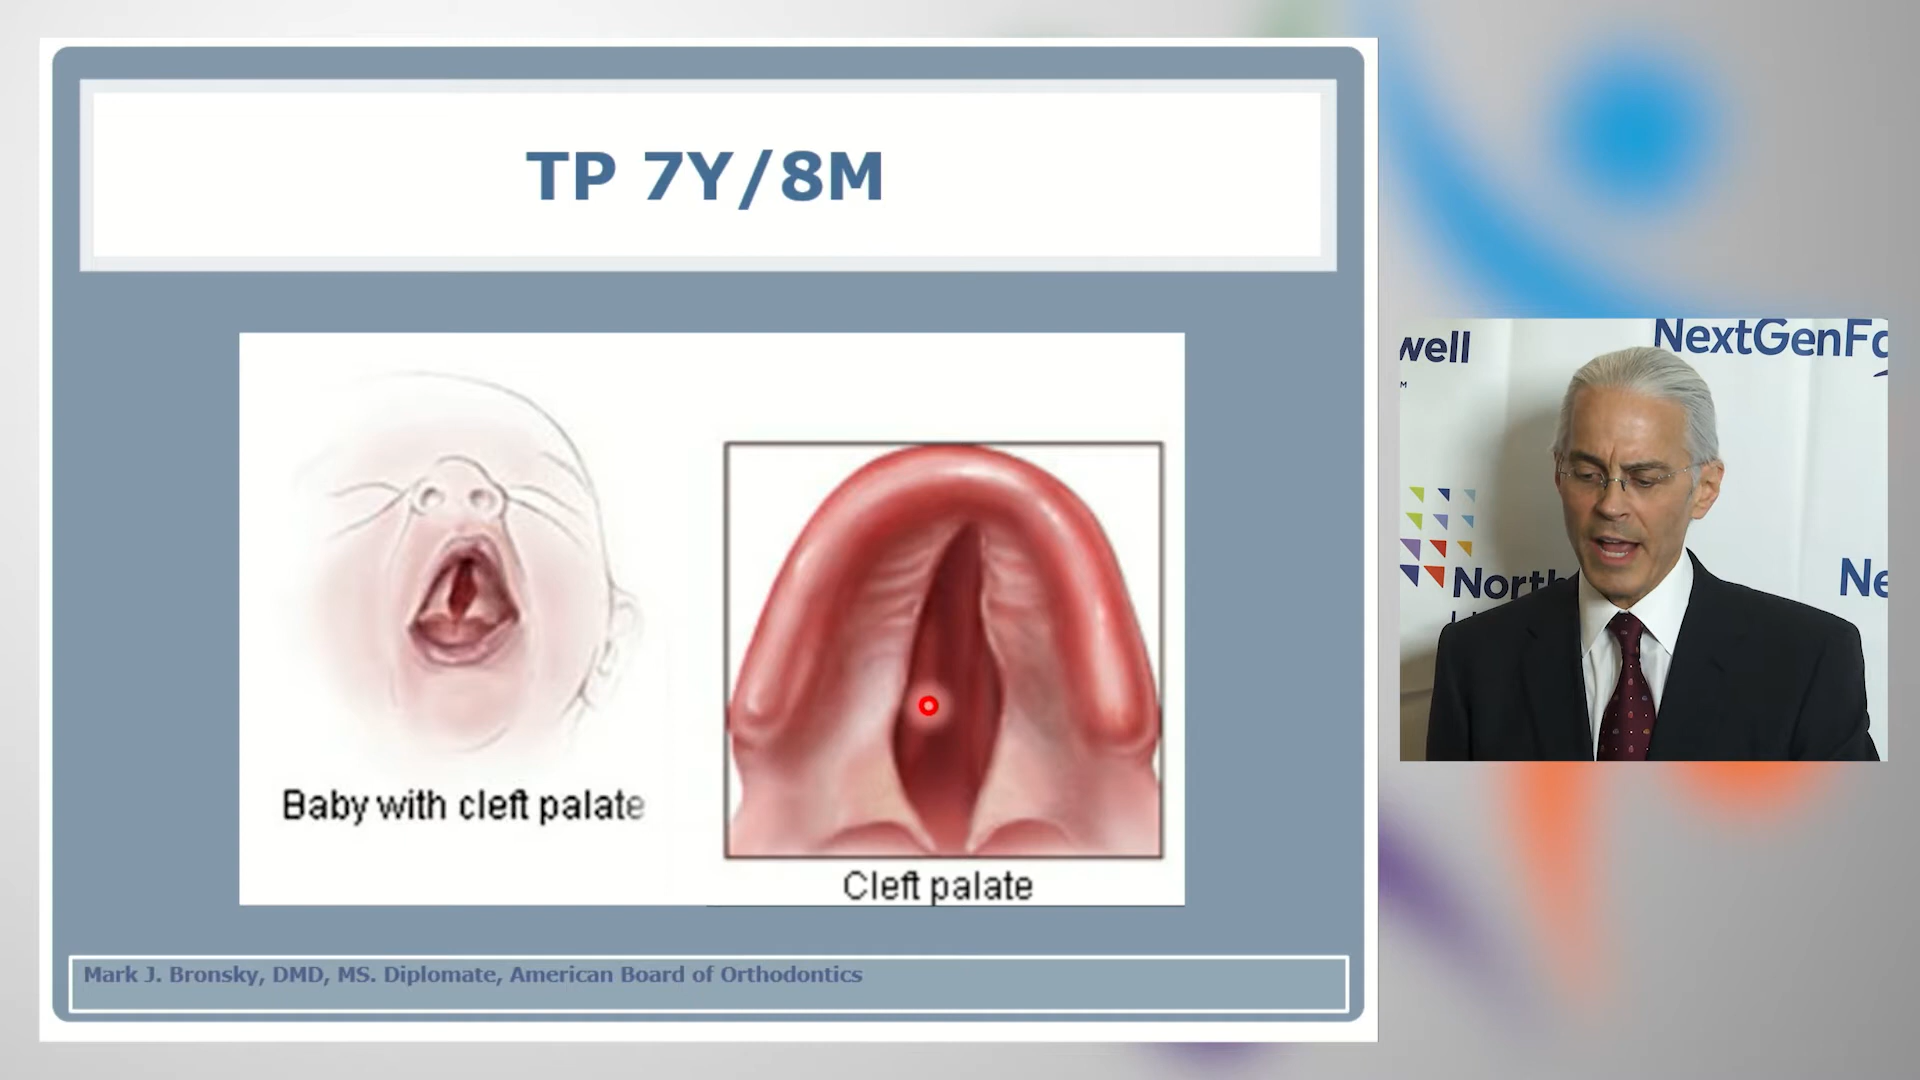 TP 7Y/8M
Baby with cleft palate
Cleft palate
Mark J. Bronsky, DMD, MS. Diplomate, American Board of Orthodontics
well
NextGenFa
North
Ne